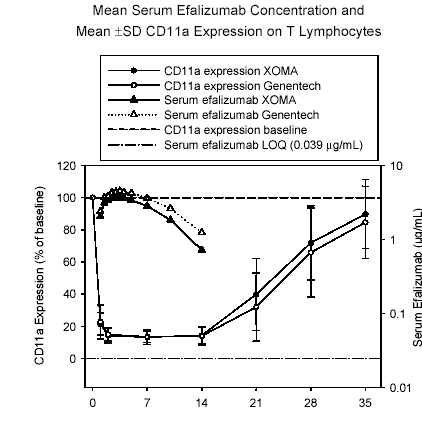 Mean Serum Efalizumab Concentration and
Mean ±SD CD11a Expression on T Lymphocytes
CD11a expression XOMA
CD11a expression Genentech
Serum efalizumab XOMA
Serum efalizumab Genentech
CD11a expression baseline
Serum efalizumab LOQ (0.039 µg/mL)
CD11a Expression (% of baseline)
120
100
80
60
40
20
0
10
1
0.1
0.01
Serum Efalizumab (µg/mL)
0 7 14 21 28 35